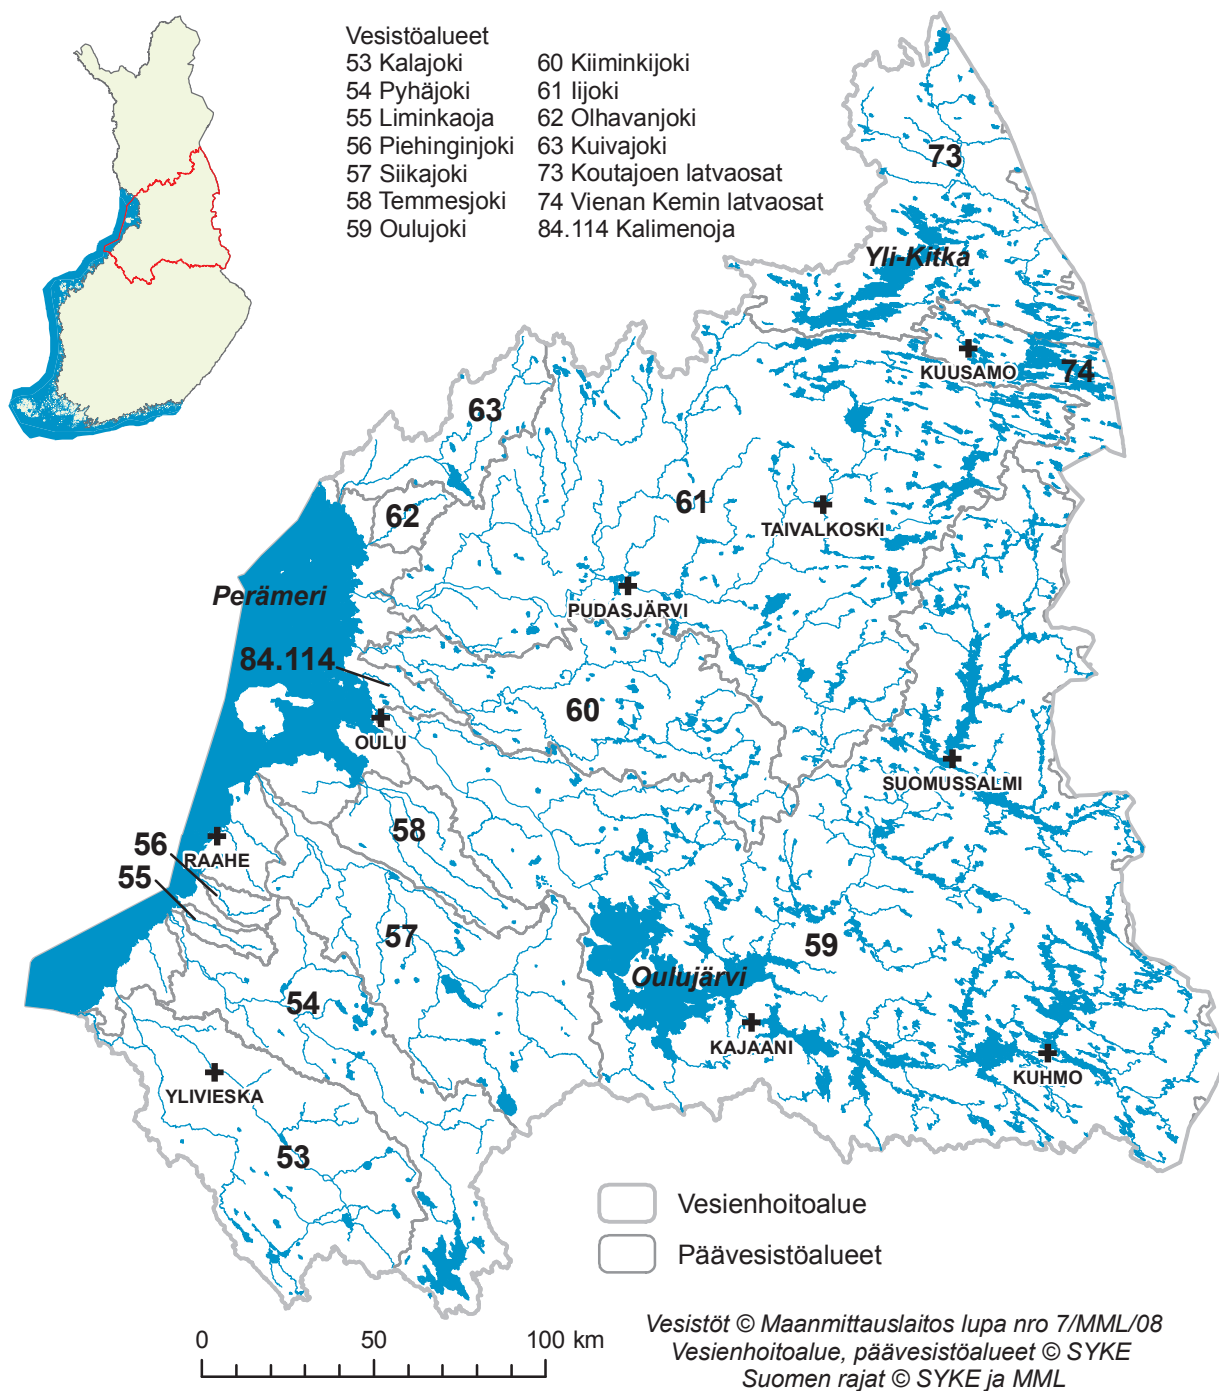 Vesistöalueet
53 Kalajoki
54 Pyhäjoki
55 Liminkaoja
56 Piehinginjoki
57 Siikajoki
58 Temmesjoki
59 Oulujoki
60 Kiiminkijoki
61 Iijoki
62 Olhavanjoki
63 Kuivajoki
73 Koutajoen latvaosat
74 Vienan Kemin latvaosat
84.114 Kalimenoja
73
Yli-Kitka
KUUSAMO
74
63
62
61
TAIVALKOSKI
Perämeri
PUDASJÄRVI
84.114
60
OULU
SUOMUSSALMI
58
56
RAAHE
55
57
59
Oulujärvi
54
KAJAANI
KUHMO
YLIVIESKA
53
Vesienhoitoalue
Päävesistöalueet
0 50 100 km
Vesistöt © Maanmittauslaitos lupa nro 7/MML/08
Vesienhoitoalue, päävesistöalueet © SYKE
Suomen rajat © SYKE ja MML